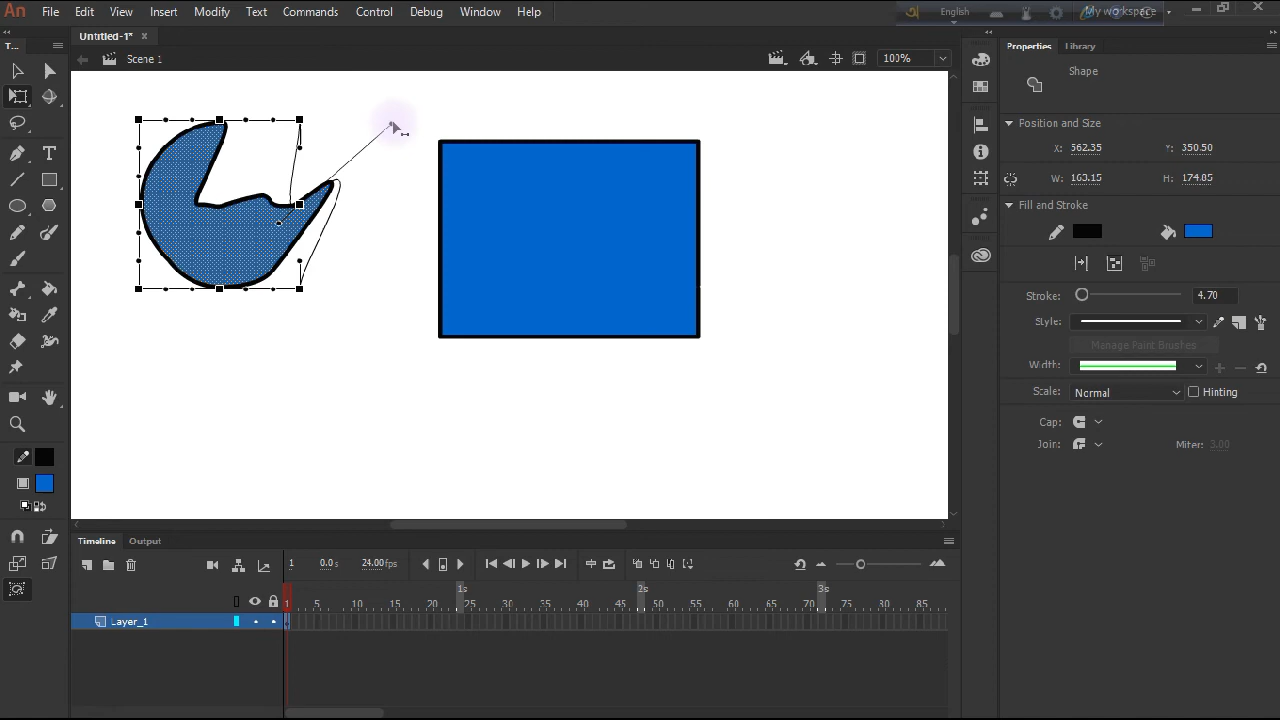 An File Edit View Insert Modify Text Commands Control Debug Window Help English My workspace
T... Untitled-1* × Properties Library
Scene 1 100%
Shape
Position and Size
X: 562.35 Y: 350.50
W: 163.15 H: 174.85
Fill and Stroke
Stroke: 4.70
Style:
Manage Paint Brushes
Width:
Scale: Normal Hinting
Cap:
Join: Miter: 3.00
Timeline Output
1 0.0 s 24.00 fps
1s 2s 3s
1 5 10 15 20 25 30 35 40 45 50 55 60 65 70 75 80 85
Layer_1